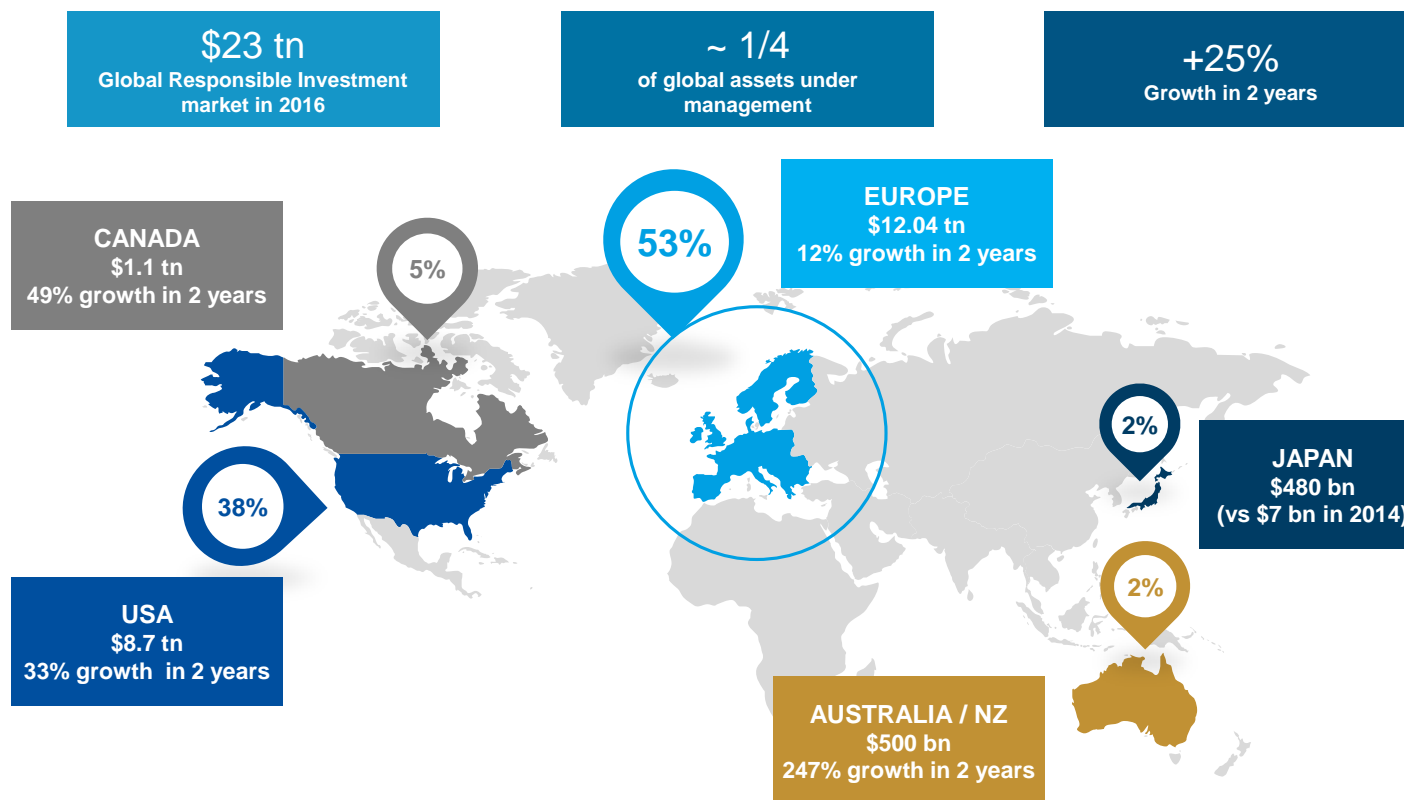 $23 tn
Global Responsible Investment
market in 2016
~ 1/4
of global assets under
management
+25%
Growth in 2 years
CANADA
$1.1 tn
49% growth in 2 years
5%
53%
EUROPE
$12.04 tn
12% growth in 2 years
38%
USA
$8.7 tn
33% growth  in 2 years
2%
JAPAN
$480 bn
(vs $7 bn in 2014)
2%
AUSTRALIA / NZ
$500 bn
247% growth in 2 years